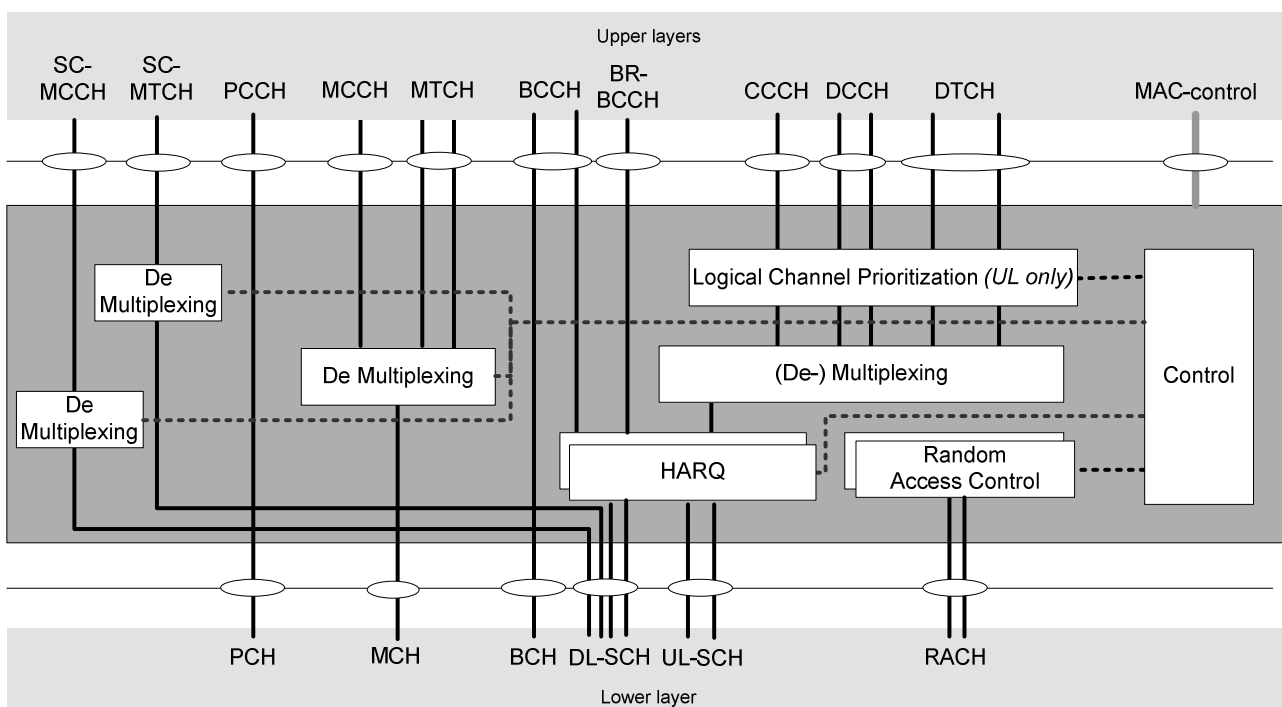 Upper layers
SC-
MCCH
SC-
MTCH
PCCH
MCCH
MTCH
BCCH
BR-
BCCH
CCCH
DCCH
DTCH
MAC-control
De
Multiplexing
Logical Channel Prioritization (UL only)
De Multiplexing
(De-) Multiplexing
Control
De
Multiplexing
HARQ
Random
Access Control
PCH
MCH
BCH
DL-SCH
UL-SCH
RACH
Lower layer